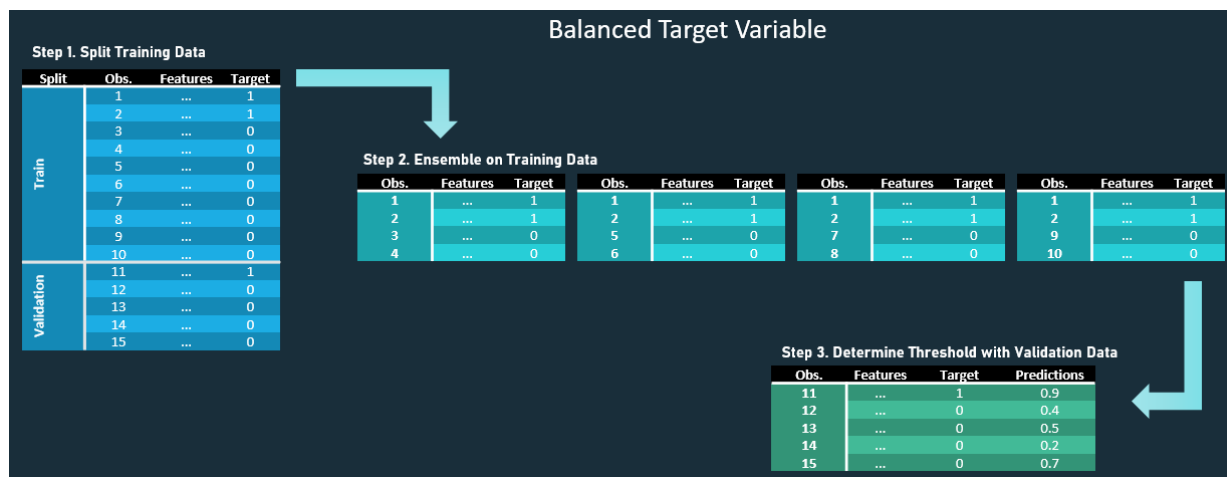 Balanced Target Variable
Step 1. Split Training Data
Split Obs. Features Target
Train
1 ... 1
2 ... 1
3 ... 0
4 ... 0
5 ... 0
6 ... 0
7 ... 0
8 ... 0
9 ... 0
10 ... 0
Validation
11 ... 1
12 ... 0
13 ... 0
14 ... 0
15 ... 0
Step 2. Ensemble on Training Data
Obs. Features Target Obs. Features Target Obs. Features Target Obs. Features Target
1 ... 1 1 ... 1 1 ... 1 1 ... 1
2 ... 1 2 ... 1 2 ... 1 2 ... 1
3 ... 0 5 ... 0 7 ... 0 9 ... 0
4 ... 0 6 ... 0 8 ... 0 10 ... 0
Step 3. Determine Threshold with Validation Data
Obs. Features Target Predictions
11 ... 1 0.9
12 ... 0 0.4
13 ... 0 0.5
14 ... 0 0.2
15 ... 0 0.7